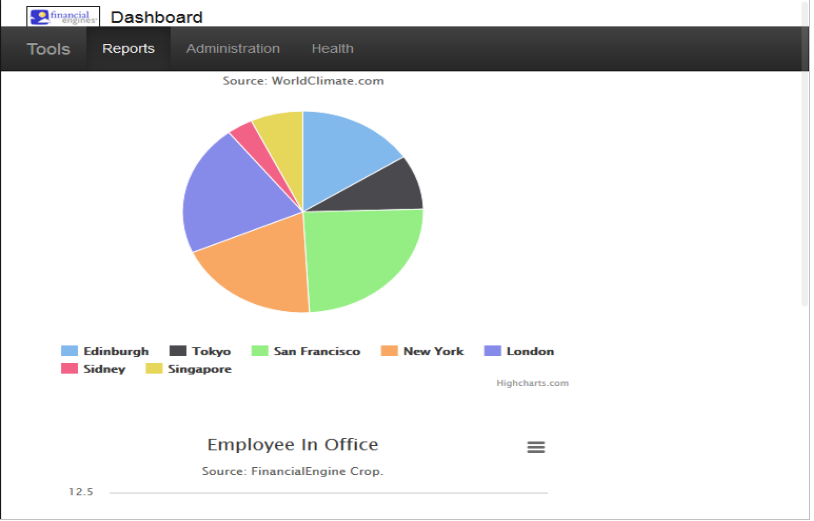 financial
engines
Dashboard
Tools Reports Administration Health
Source: WorldClimate.com
Edinburgh Tokyo San Francisco New York London
Sidney Singapore
Highcharts.com
Employee In Office
Source: FinancialEngine Crop.
12.5